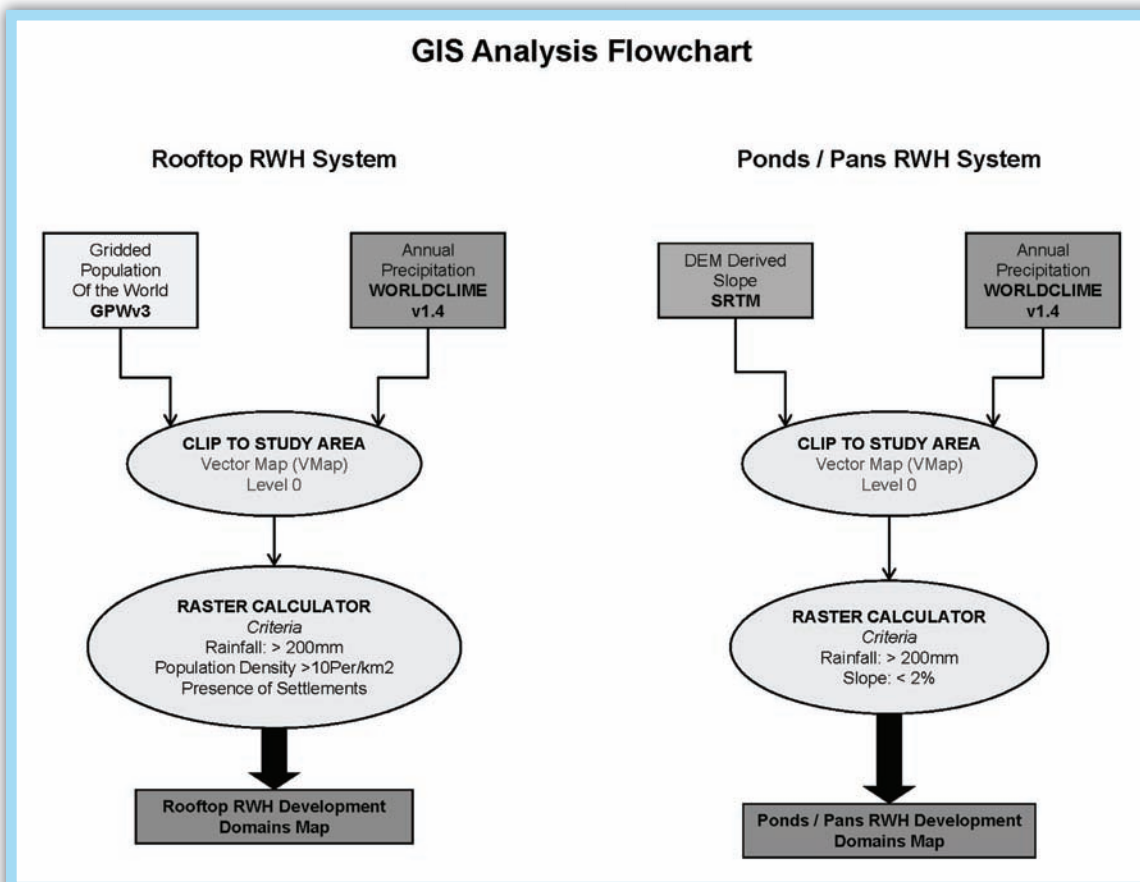 GIS Analysis Flowchart
Rooftop RWH System
Gridded
Population
Of the World
GPWv3
Annual
Precipitation
WORLDCLIME
v1.4
CLIP TO STUDY AREA
Vector Map (VMap)
Level 0
RASTER CALCULATOR
Criteria
Rainfall: > 200mm
Population Density >10Per/km2
Presence of Settlements
Rooftop RWH Development
Domains Map
Ponds / Pans RWH System
DEM Derived
Slope
SRTM
Annual
Precipitation
WORLDCLIME
v1.4
CLIP TO STUDY AREA
Vector Map (VMap)
Level 0
RASTER CALCULATOR
Criteria
Rainfall: > 200mm
Slope: < 2%
Ponds / Pans RWH Development
Domains Map